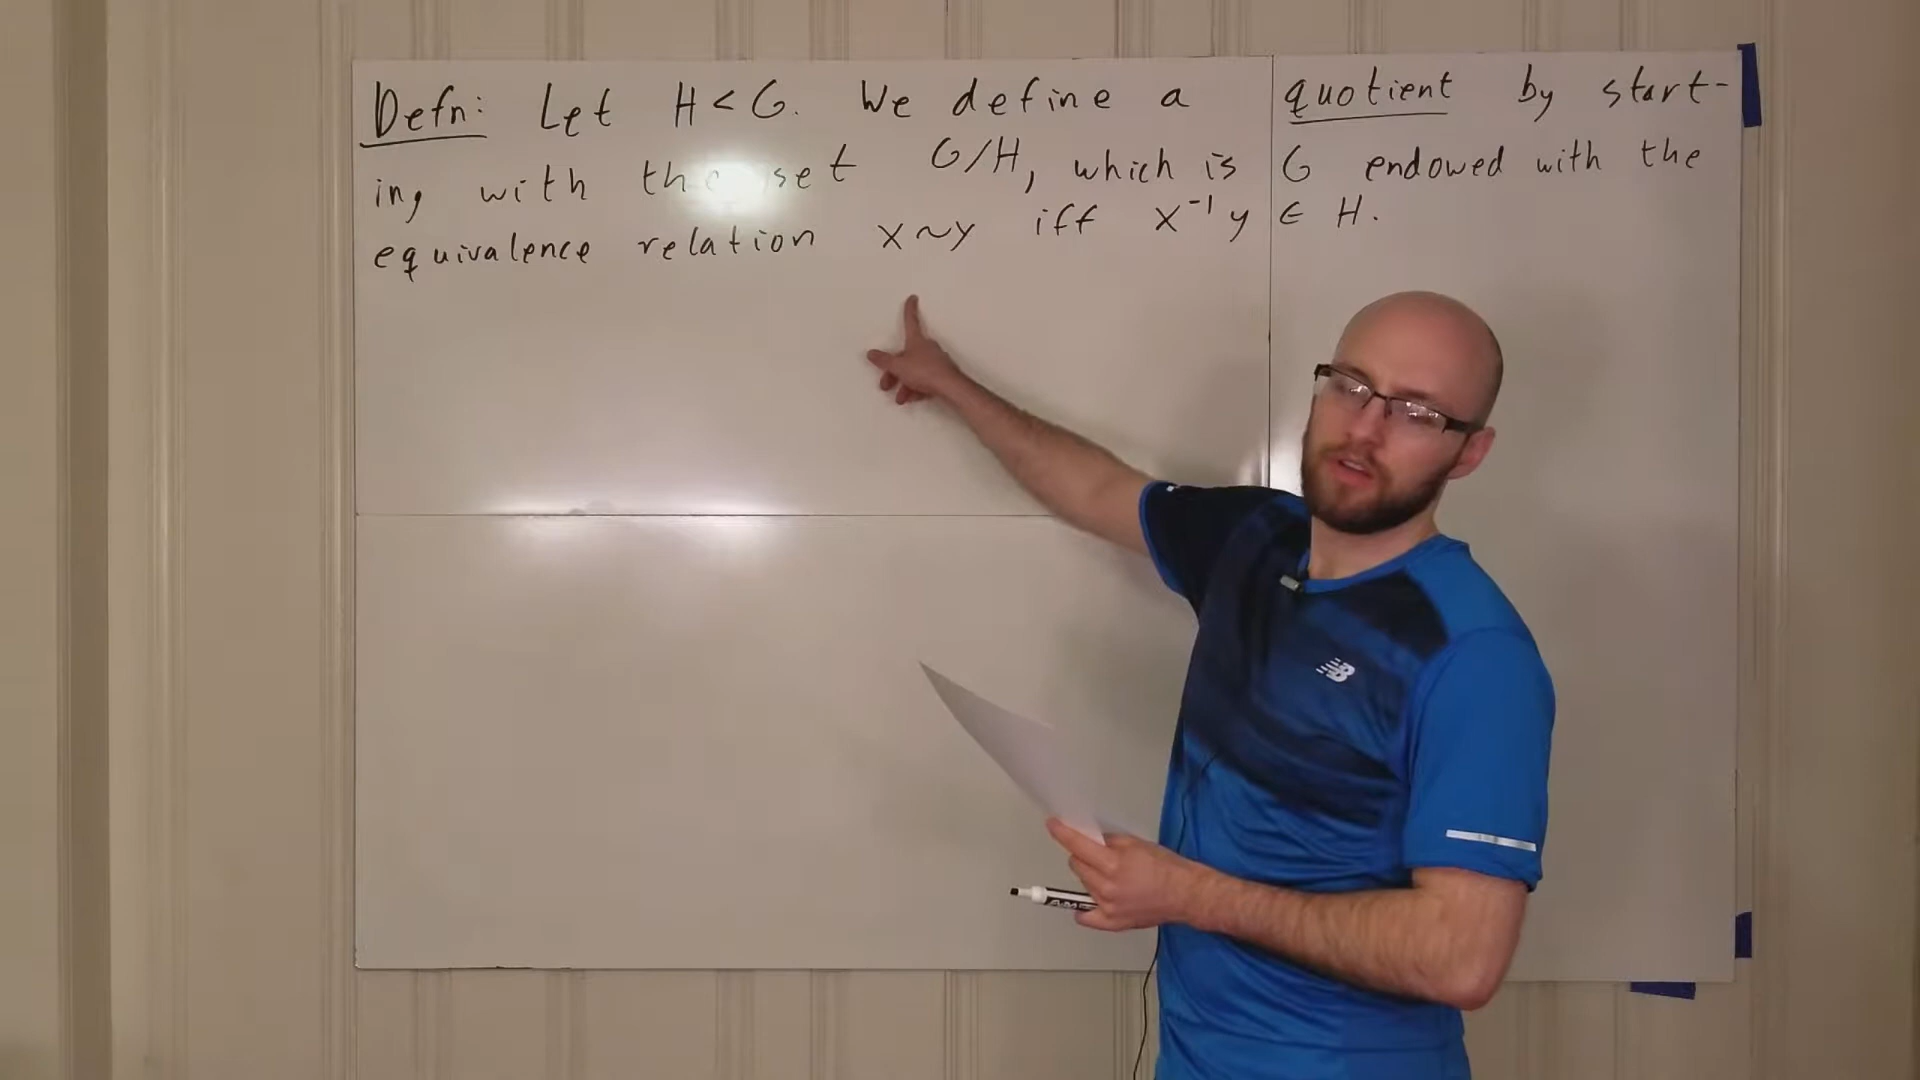 Defn: Let H < G. We define a quotient by start-
ing with the set G/H, which is G endowed with the
equivalence relation x~y iff x⁻¹y ∈ H.
NB